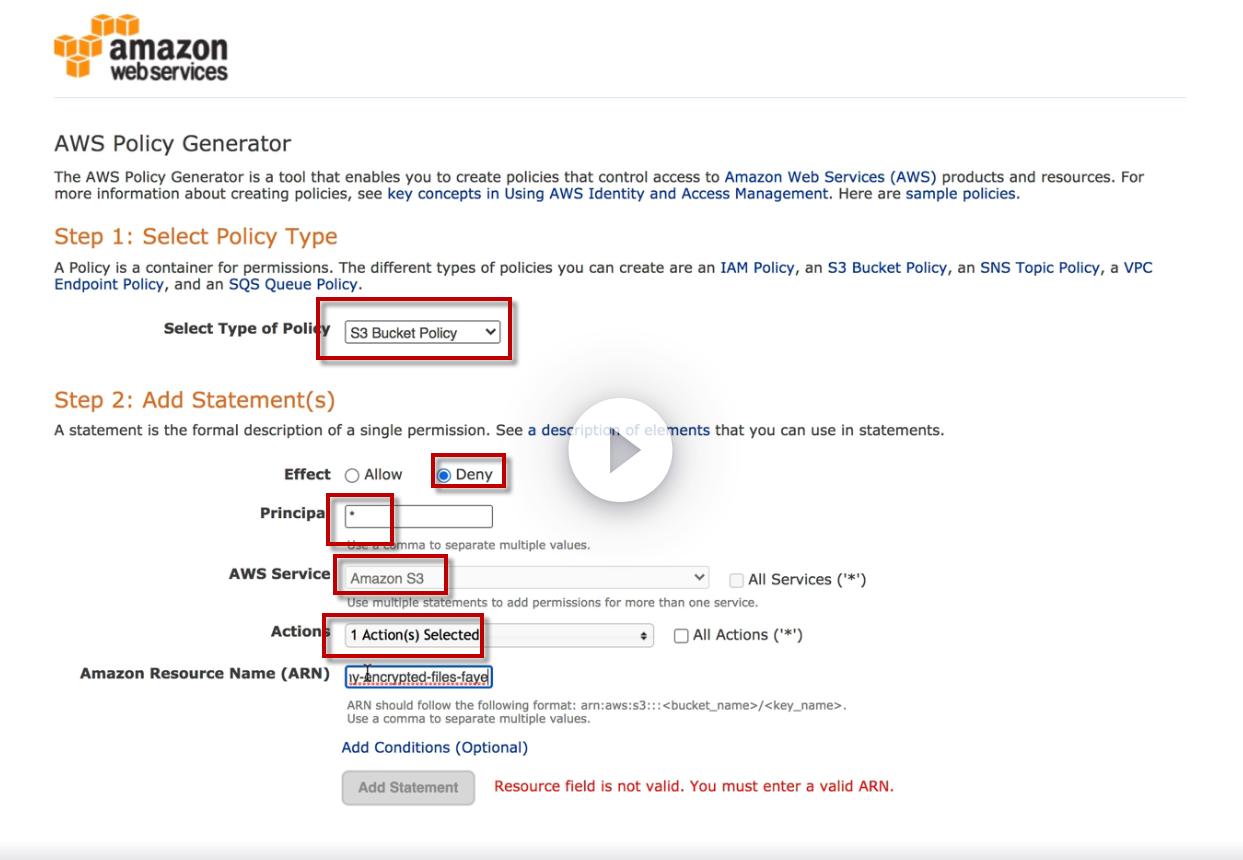 amazon
web services
AWS Policy Generator
The AWS Policy Generator is a tool that enables you to create policies that control access to Amazon Web Services (AWS) products and resources. For
more information about creating policies, see key concepts in Using AWS Identity and Access Management. Here are sample policies.
Step 1: Select Policy Type
A Policy is a container for permissions. The different types of policies you can create are an IAM Policy, an S3 Bucket Policy, an SNS Topic Policy, a VPC
Endpoint Policy, and an SQS Queue Policy.
Select Type of Policy S3 Bucket Policy
Step 2: Add Statement(s)
A statement is the formal description of a single permission. See a description of elements that you can use in statements.
Effect Allow Deny
Principa *
Use a comma to separate multiple values.
AWS Service Amazon S3 All Services ('*')
Use multiple statements to add permissions for more than one service.
Actions 1 Action(s) Selected All Actions ('*')
Amazon Resource Name (ARN) y-encrypted-files-faye
ARN should follow the following format: arn:aws:s3:::<bucket_name>/<key_name>.
Use a comma to separate multiple values.
Add Conditions (Optional)
Add Statement Resource field is not valid. You must enter a valid ARN.